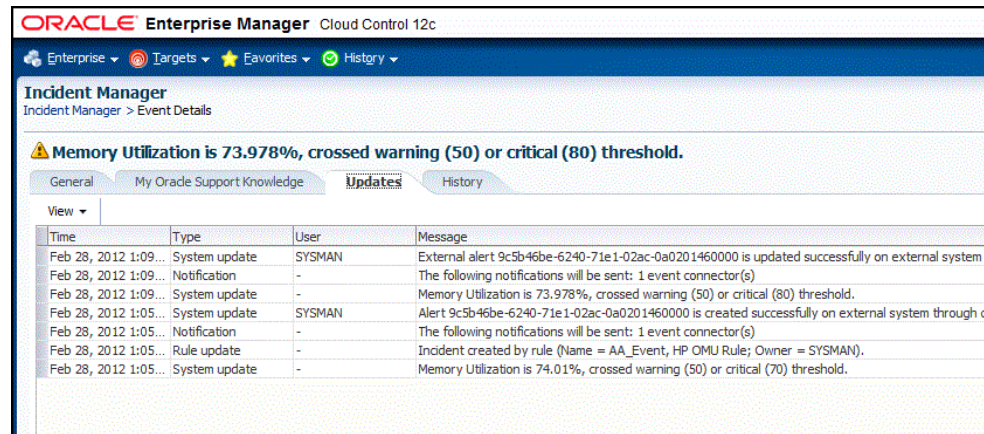 ORACLE Enterprise Manager Cloud Control 12c
Enterprise Targets Favorites History
Incident Manager
Incident Manager > Event Details
Memory Utilization is 73.978%, crossed warning (50) or critical (80) threshold.
General My Oracle Support Knowledge Updates History
View
Time Type User Message
Feb 28, 2012 1:09... System update SYSMAN External alert 9c5b46be-6240-71e1-02ac-0a0201460000 is updated successfully on external system
Feb 28, 2012 1:09... Notification - The following notifications will be sent: 1 event connector(s)
Feb 28, 2012 1:09... System update - Memory Utilization is 73.978%, crossed warning (50) or critical (80) threshold.
Feb 28, 2012 1:05... System update SYSMAN Alert 9c5b46be-6240-71e1-02ac-0a0201460000 is created successfully on external system through
Feb 28, 2012 1:05... Notification - The following notifications will be sent: 1 event connector(s)
Feb 28, 2012 1:05... Rule update - Incident created by rule (Name = AA_Event, HP OMU Rule; Owner = SYSMAN).
Feb 28, 2012 1:05... System update - Memory Utilization is 74.01%, crossed warning (50) or critical (70) threshold.